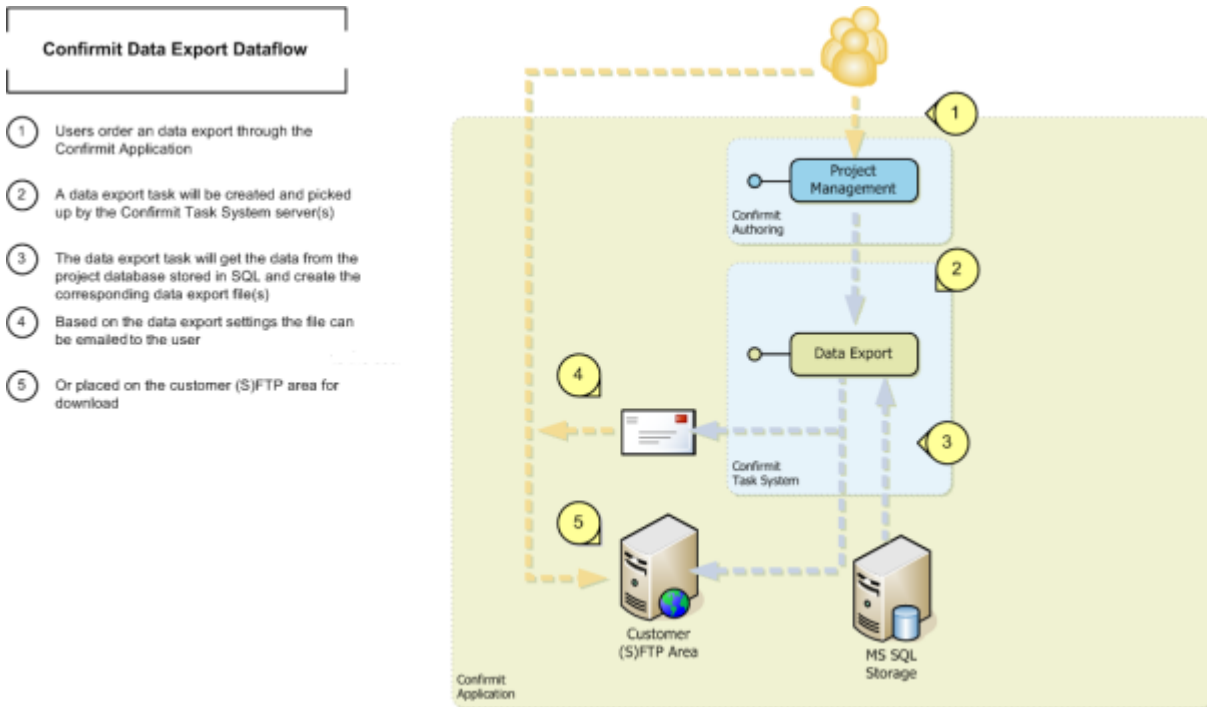 Confirmit Data Export Dataflow
1
Users order an data export through the
Confirmit Application
2
A data export task will be created and picked
up by the Confirmit Task System server(s)
3
The data export task will get the data from the
project database stored in SQL and create the
corresponding data export file(s)
4
Based on the data export settings the file can
be emailed to the user
5
Or placed on the customer (S)FTP area for
download
1
Project
Management
Confirmit
Authoring
2
Data Export
4
3
Confirmit
Task System
5
Customer
(S)FTP Area
MS SQL
Storage
Confirmit
Application